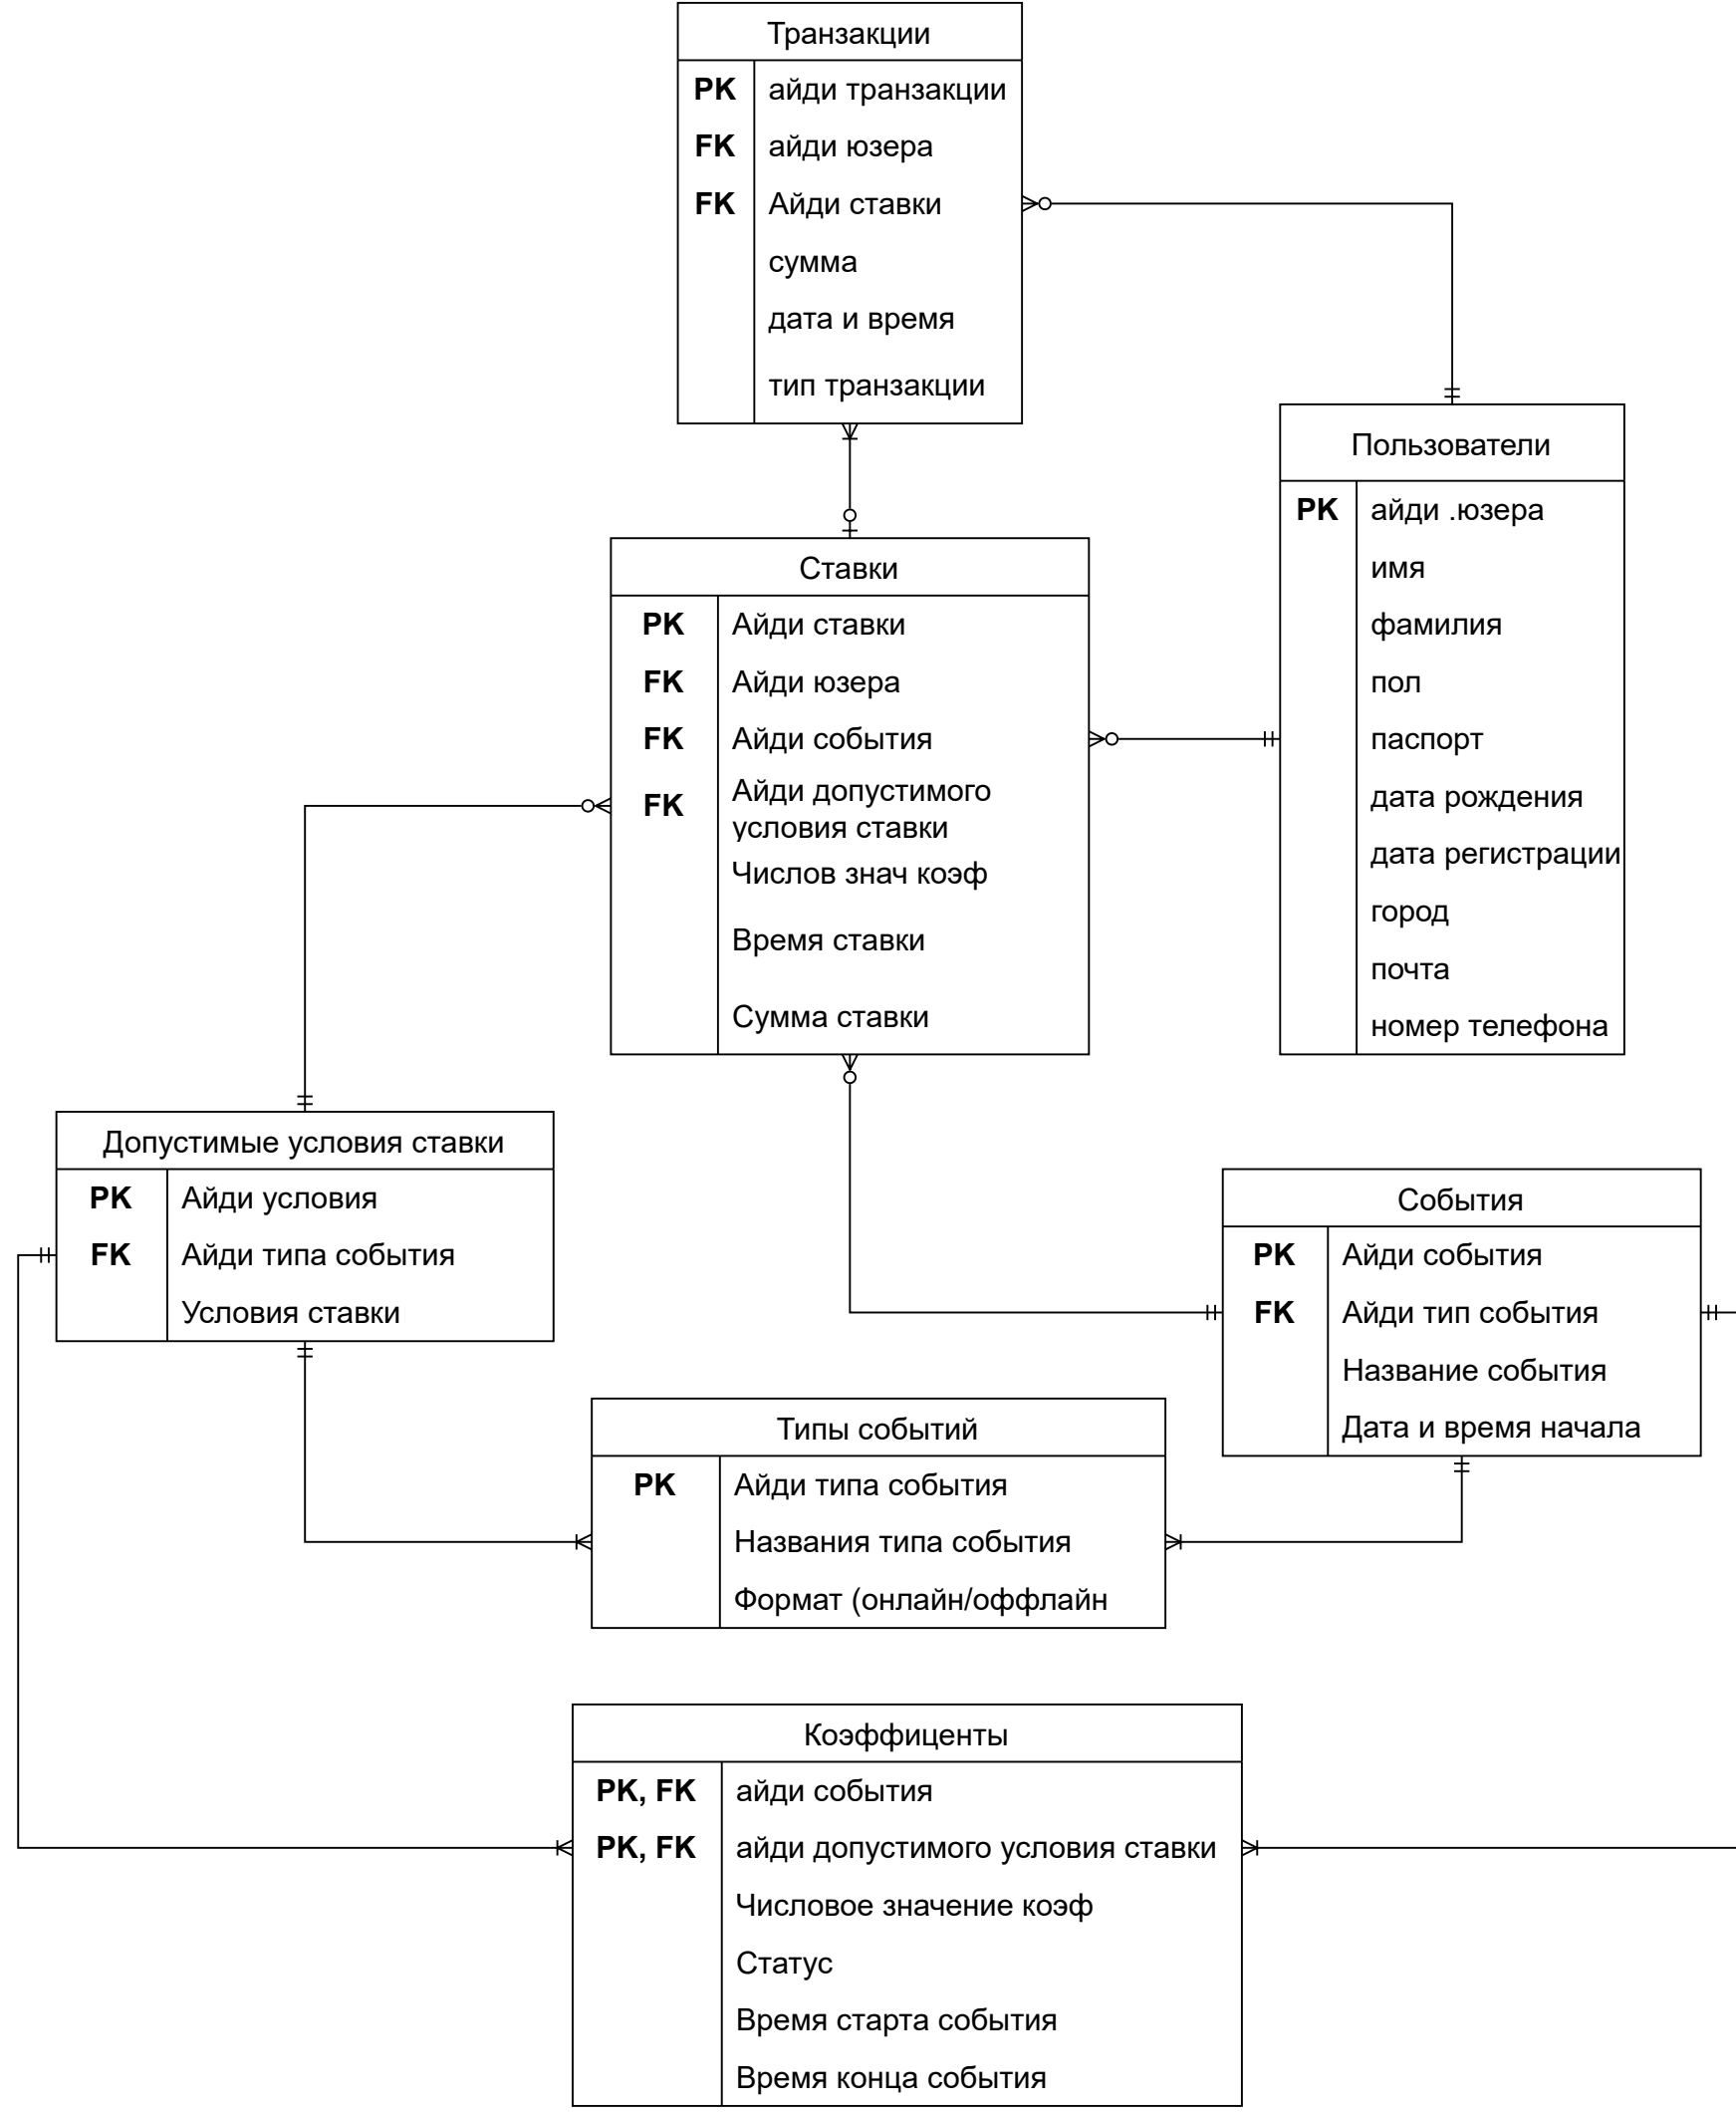 Транзакции
PK айди транзакции
FK айди юзера
FK Айди ставки
сумма
дата и время
тип транзакции
Пользователи
PK айди .юзера
имя
фамилия
пол
паспорт
дата рождения
дата регистрации
город
почта
номер телефона
Ставки
PK Айди ставки
FK Айди юзера
FK Айди события
FK Айди допустимого
условия ставки
Числов знач коэф
Время ставки
Сумма ставки
Допустимые условия ставки
PK Айди условия
FK Айди типа события
Условия ставки
События
PK Айди события
FK Айди тип события
Название события
Дата и время начала
Типы событий
PK Айди типа события
Названия типа события
Формат (онлайн/оффлайн
Коэффиценты
PK, FK айди события
PK, FK айди допустимого условия ставки
Числовое значение коэф
Статус
Время старта события
Время конца события